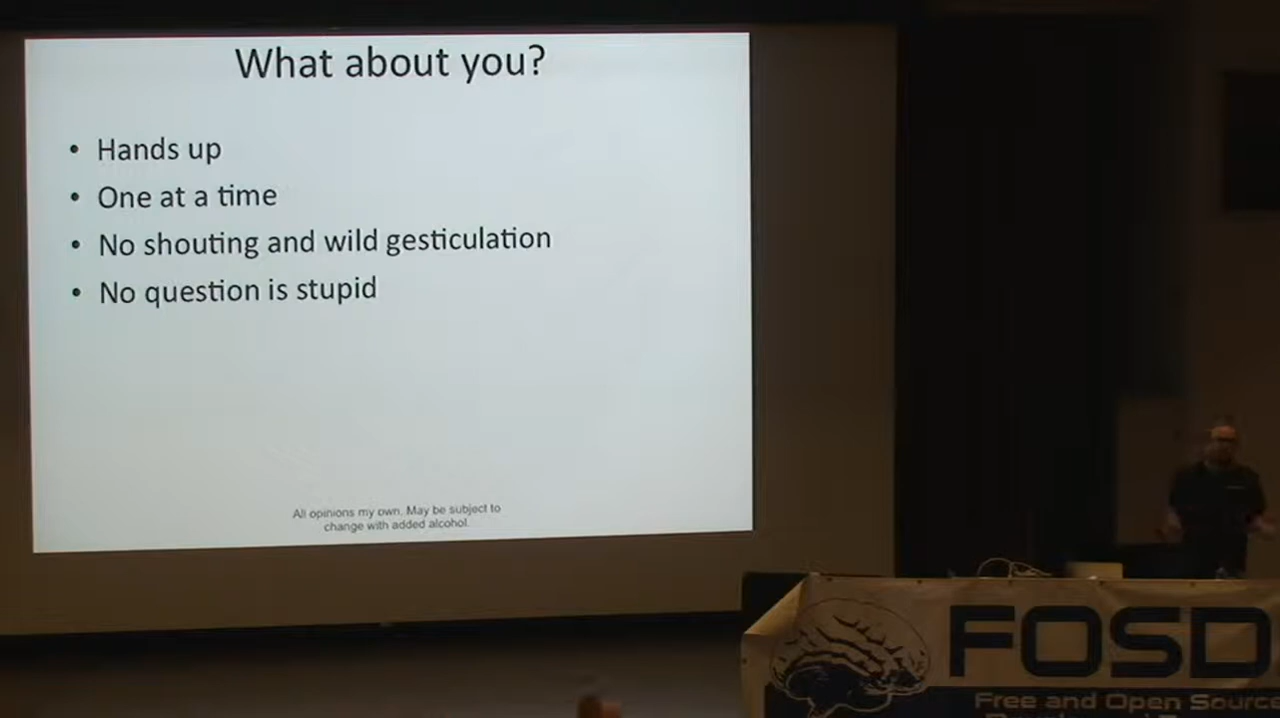 What about you?
• Hands up
• One at a time
• No shouting and wild gesticulation
• No question is stupid
All opinions my own. May be subject to
change with added alcohol.
FOSD
Free and Open Source